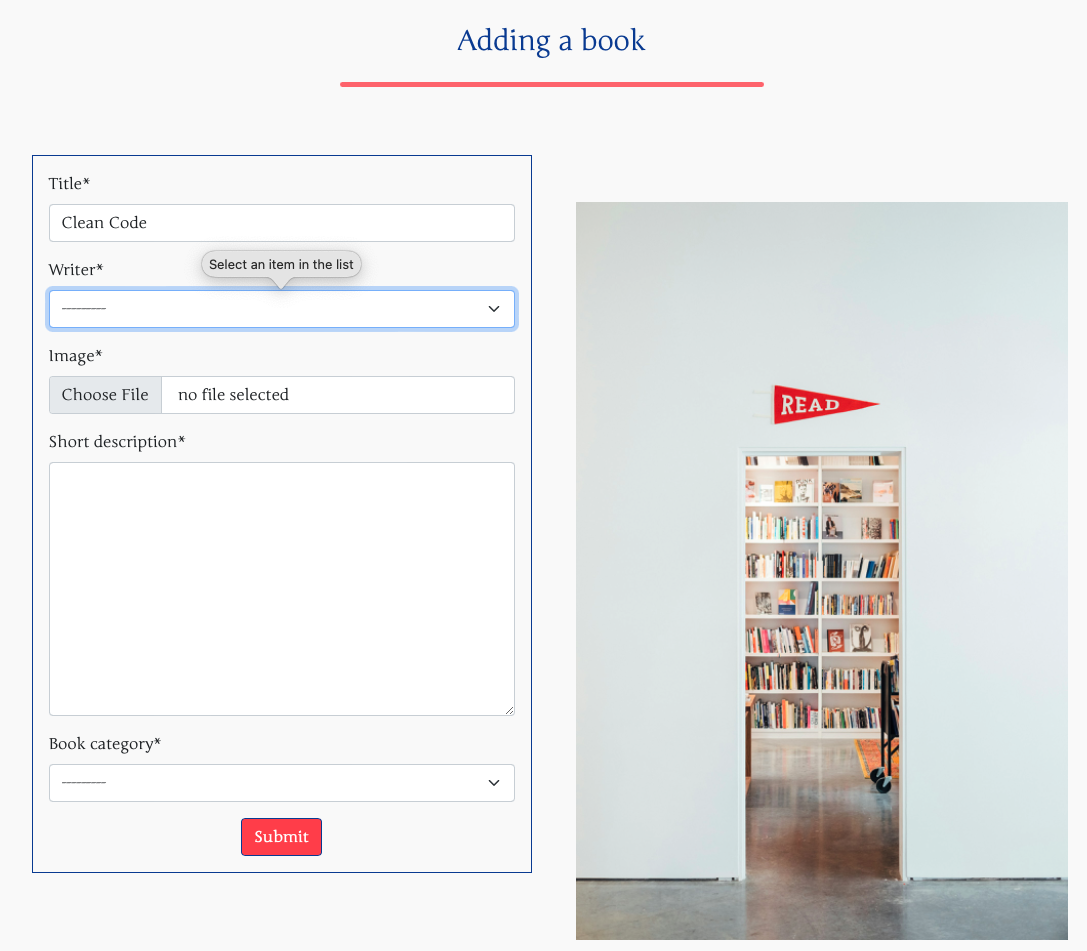 Adding a book
Title*
Clean Code
Writer*
Select an item in the list
---------
Image*
Choose File no file selected
Short description*
Book category*
---------
Submit
READ